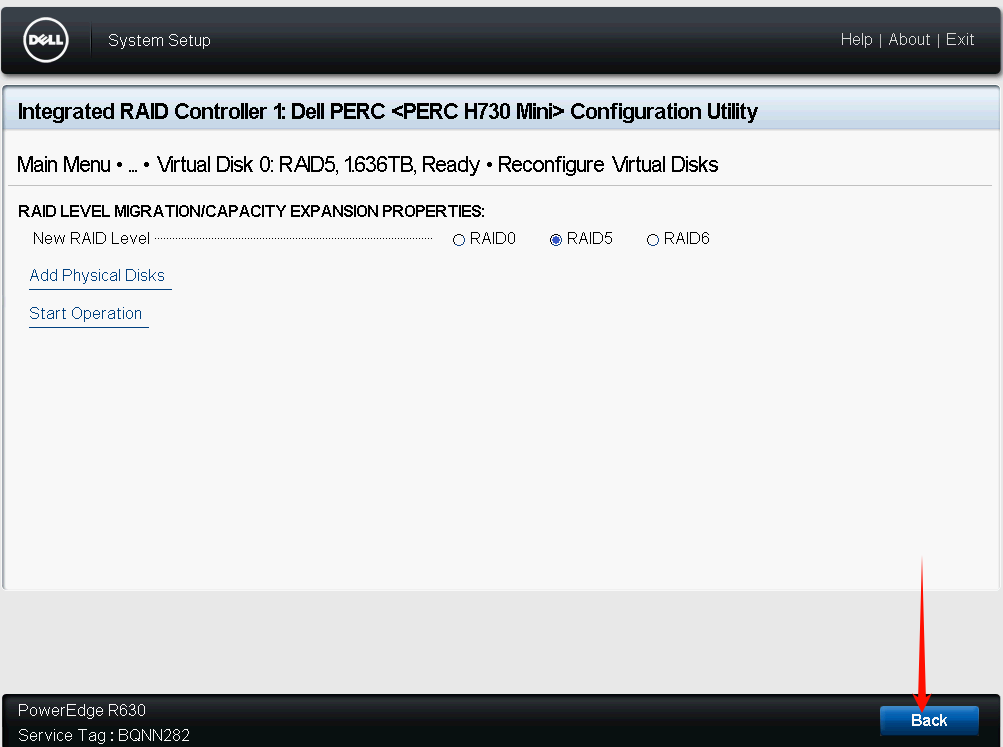 DELL
System Setup
Help | About | Exit
Integrated RAID Controller 1: Dell PERC <PERC H730 Mini> Configuration Utility
Main Menu • ... • Virtual Disk 0: RAID5, 1.636TB, Ready • Reconfigure Virtual Disks
RAID LEVEL MIGRATION/CAPACITY EXPANSION PROPERTIES:
New RAID Level RAID0 RAID5 RAID6
Add Physical Disks
Start Operation
PowerEdge R630
Service Tag : BQNN282
Back